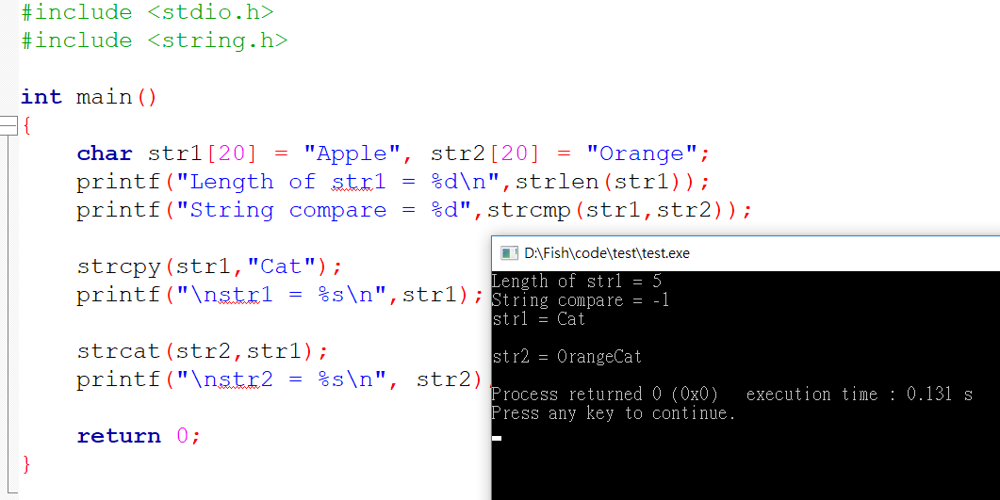 #include <stdio.h>
#include <string.h>
int main()
{
char str1[20] = "Apple", str2[20] = "Orange";
printf("Length of str1 = %d\n",strlen(str1));
printf("String compare = %d",strcmp(str1,str2));
strcpy(str1,"Cat");
printf("\nstr1 = %s\n",str1);
strcat(str2,str1);
printf("\nstr2 = %s\n", str2)
return 0;
}
D:\Fish\code\test\test.exe
Length of str1 = 5
String compare = -1
str1 = Cat
str2 = OrangeCat
Process returned 0 (0x0)   execution time : 0.131 s
Press any key to continue.